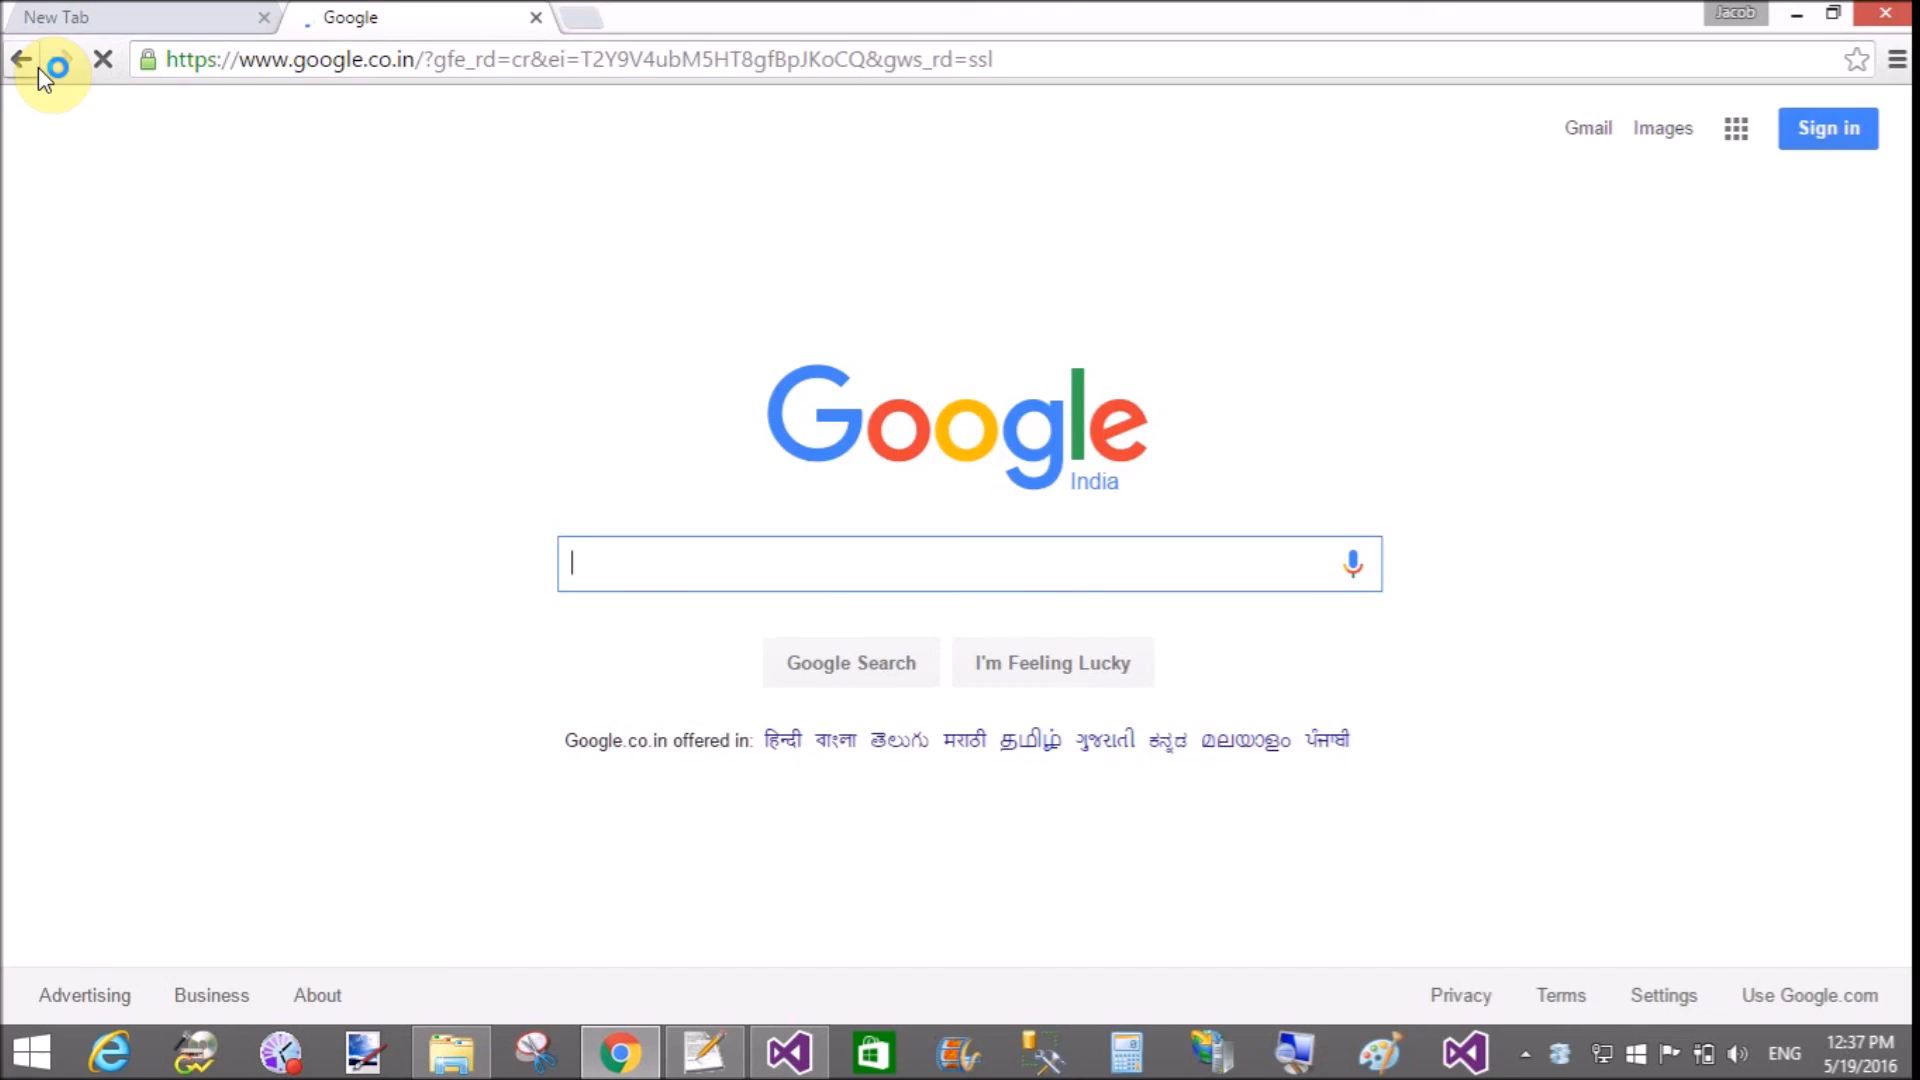 New Tab
Google
Jacob
https://www.google.co.in/?gfe_rd=cr&ei=T2Y9V4ubM5HT8gfBpJKoCQ&gws_rd=ssl
Gmail Images Sign in
Google
India
Google Search I'm Feeling Lucky
Google.co.in offered in: हिन्दी বাংলা తెలుగు मराठी தமிழ் ગુજરાતી ಕನ್ನಡ മലയാളം ਪੰਜਾਬੀ
Advertising Business About Privacy Terms Settings Use Google.com
ENG
12:37 PM
5/19/2016